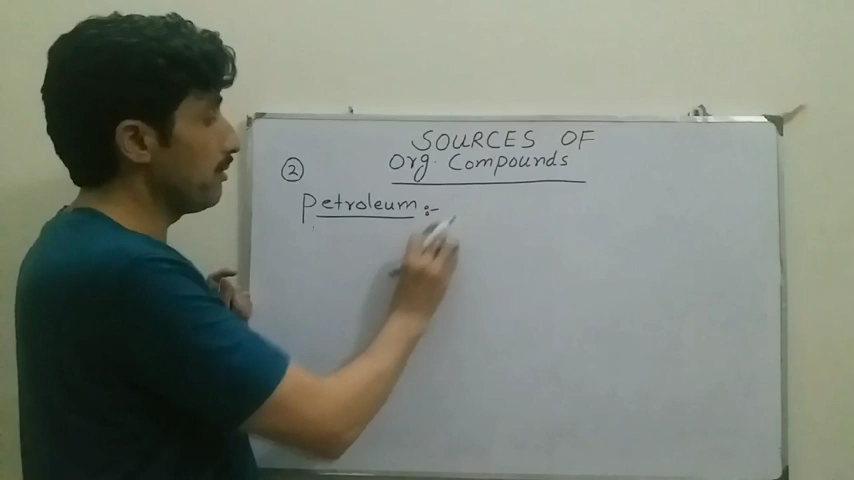 SOURCES OF
Org. Compounds
②
Petroleum :-